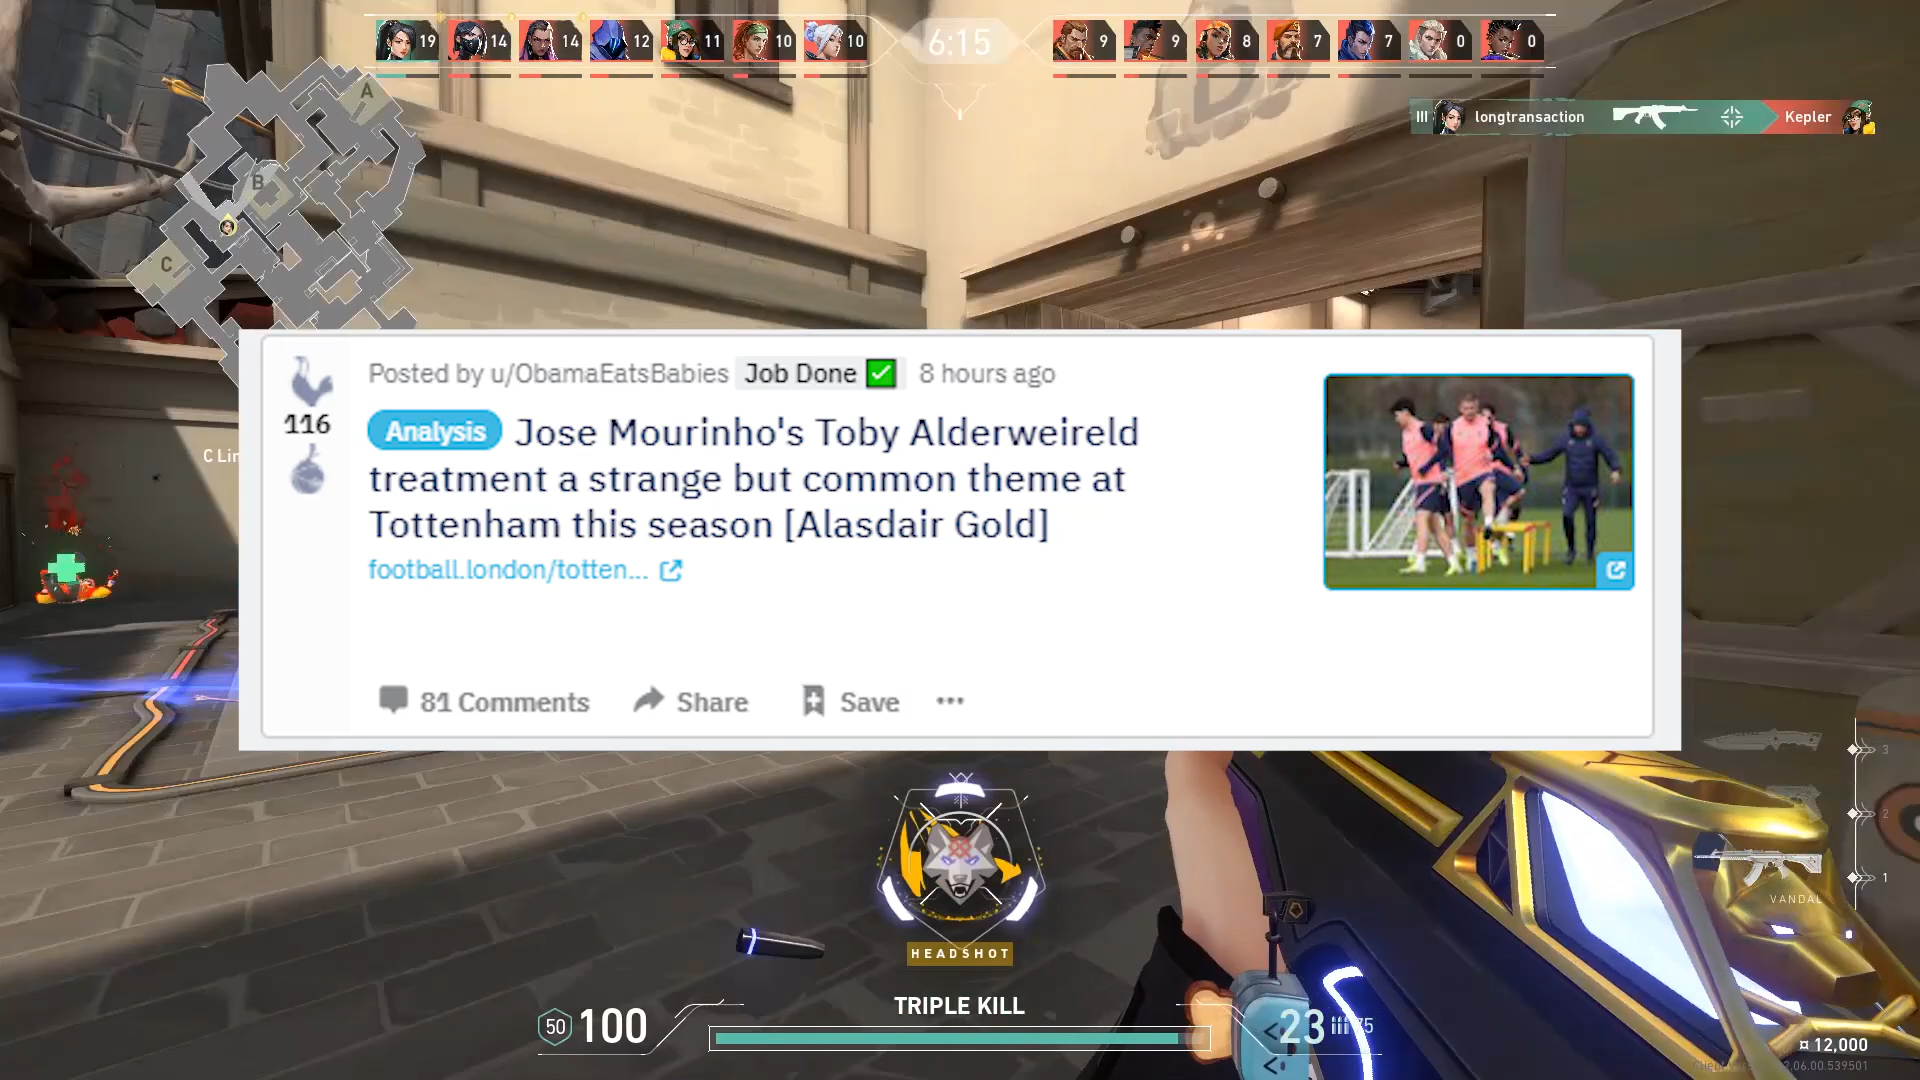 19 14 14 12 11 10 10 6:15 9 9 8 7 7 0 0
A
B
C
longtransaction Kepler
Posted by u/ObamaEatsBabies Job Done 8 hours ago
116
Analysis Jose Mourinho's Toby Alderweireld
treatment a strange but common theme at
Tottenham this season [Alasdair Gold]
football.london/totten...
81 Comments Share Save ...
3
2
1
VANDAL
HEADSHOT
TRIPLE KILL
50 100 23 75
¤ 12,000